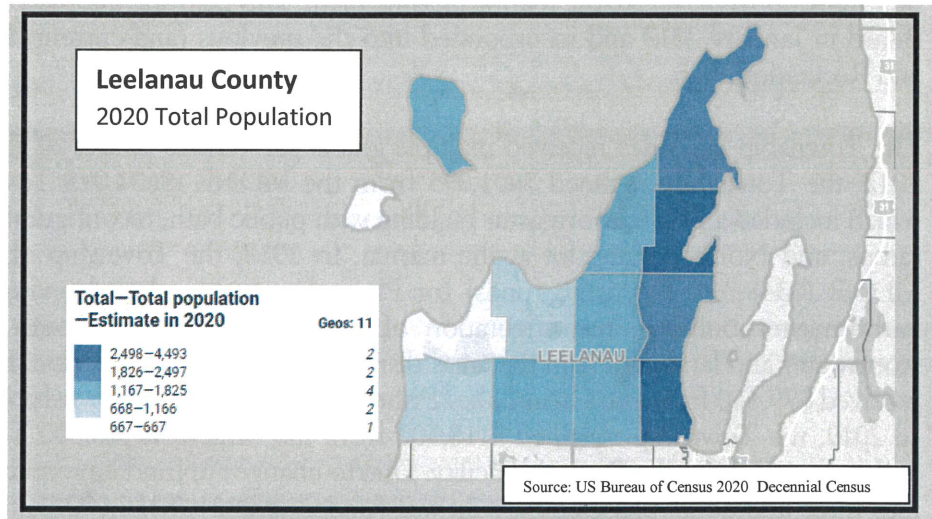 Leelanau County
2020 Total Population
Total—Total population
—Estimate in 2020 Geos: 11
2,498—4,493 2
1,826—2,497 2
1,167—1,825 4
668—1,166 2
667—667 1
LEELANAU
Source: US Bureau of Census 2020 Decennial Census
31
31